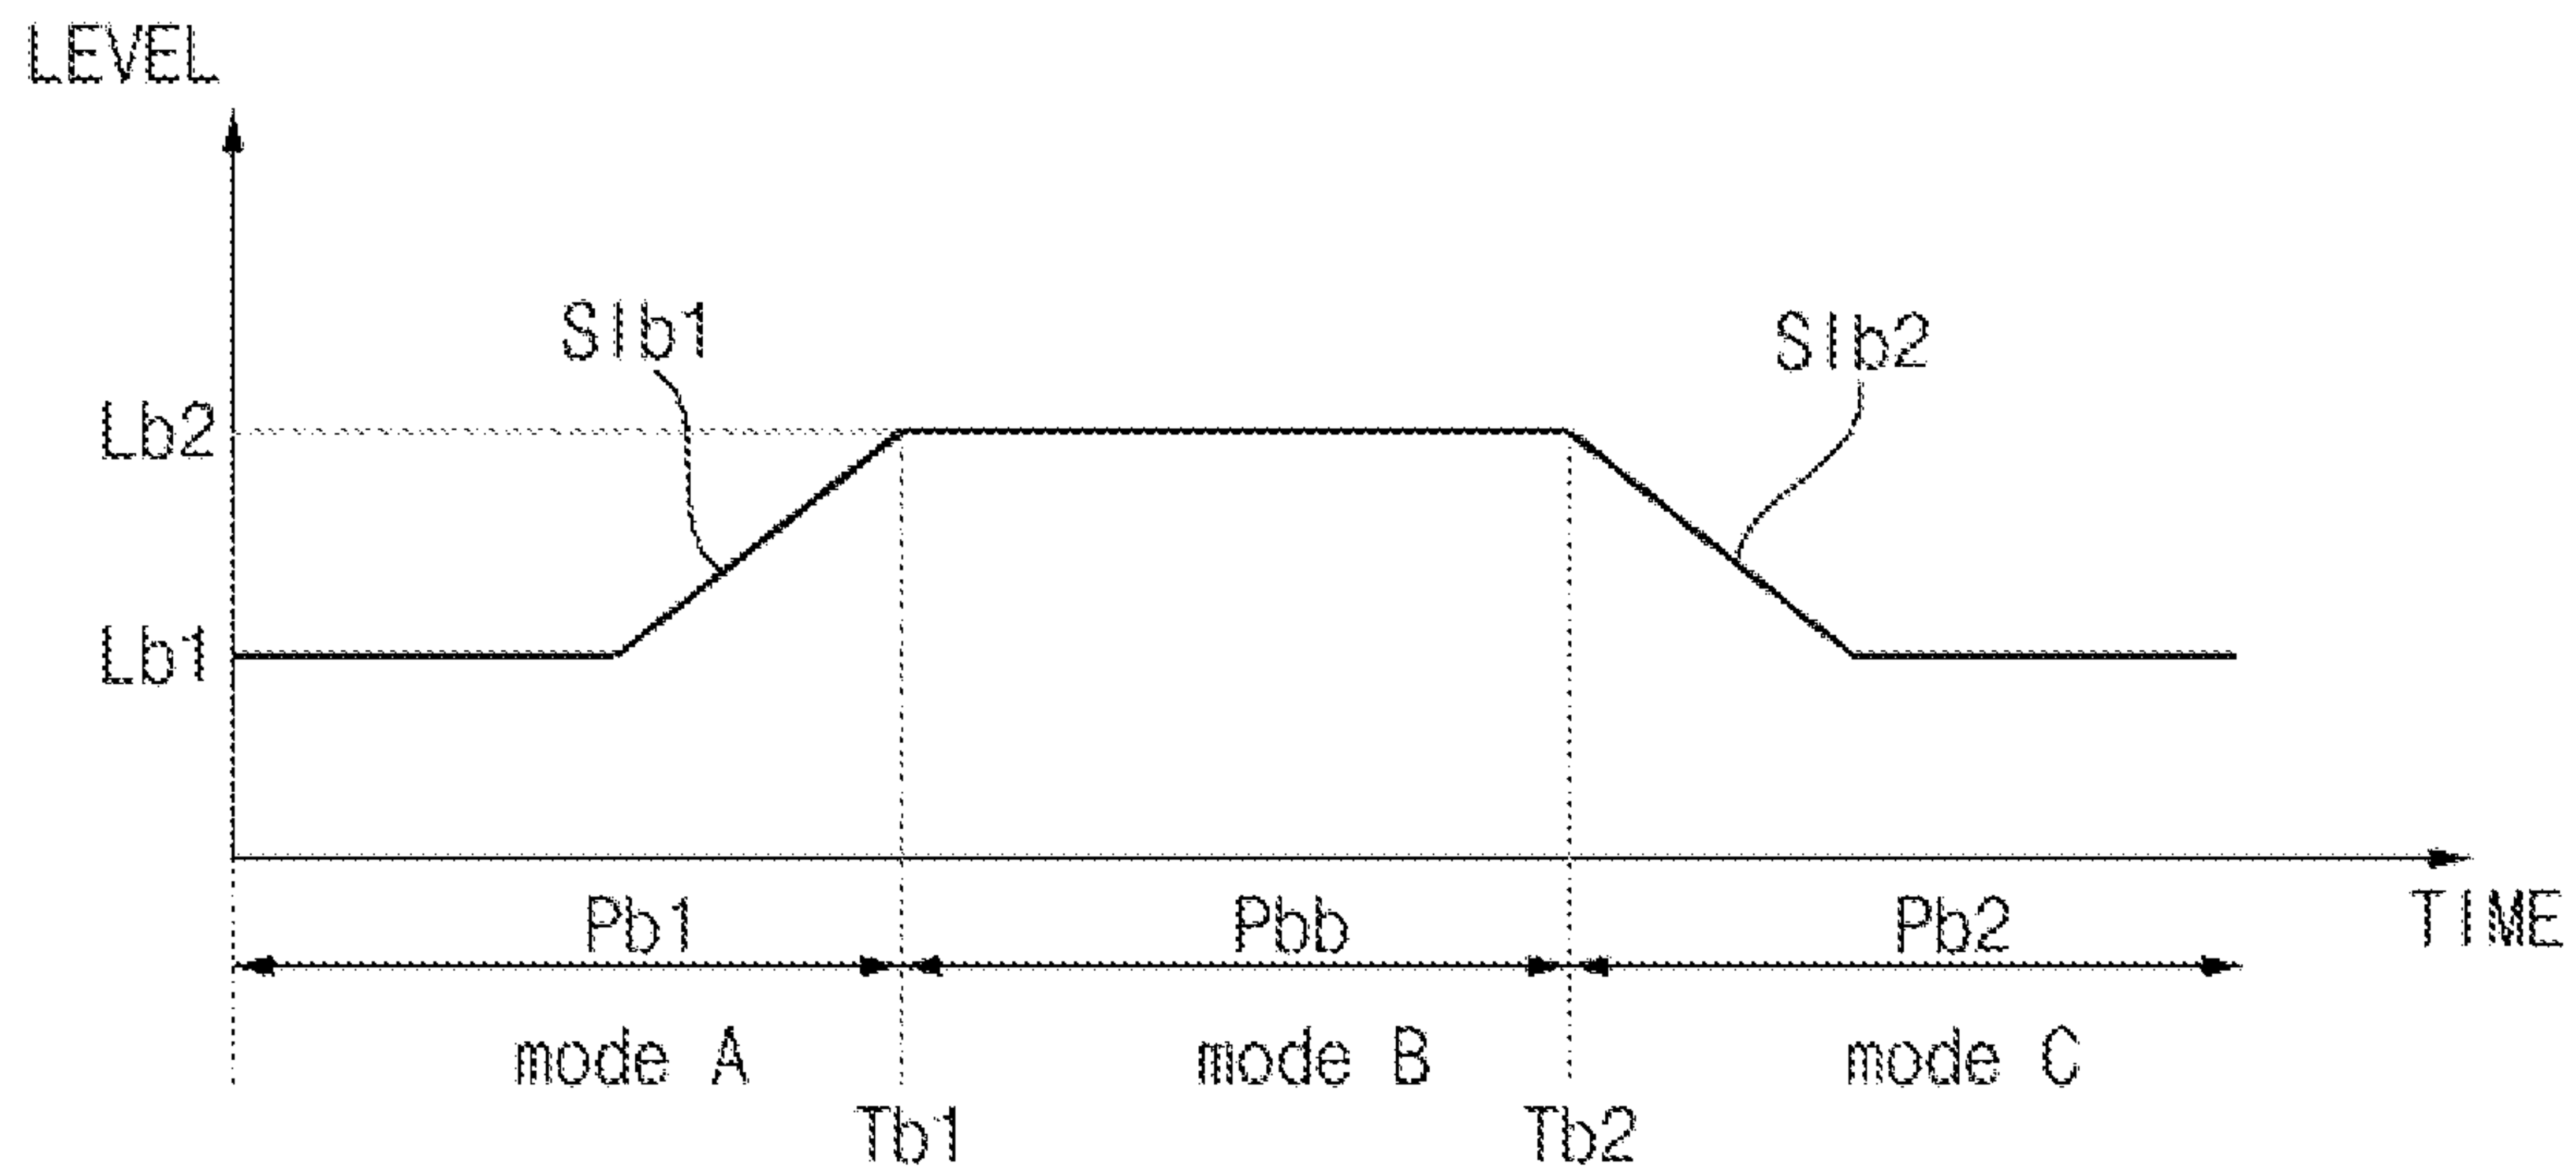 LEVEL
SIb1
SIb2
Lb2
Lb1
Pb1
Pbb
Pb2
TIME
mode A
mode B
mode C
Tb1
Tb2